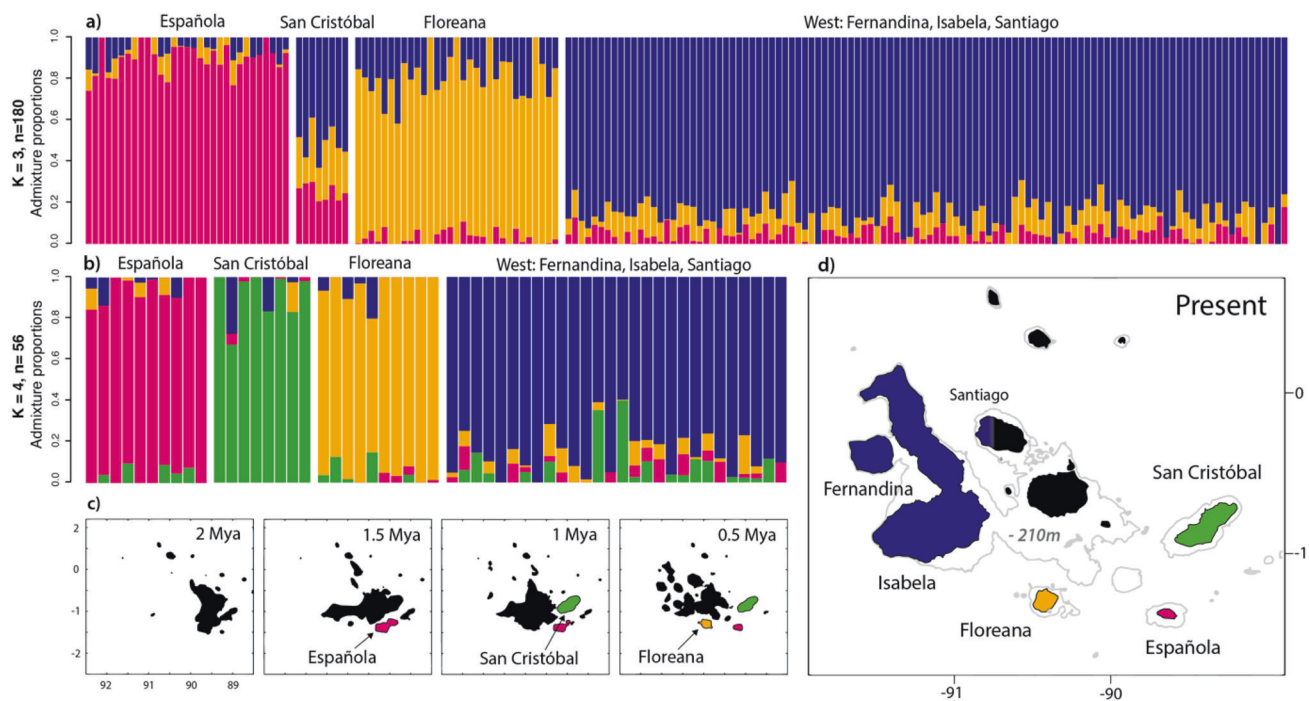 a)
Española
San Cristóbal
Floreana
West: Fernandina, Isabela, Santiago
K = 3, n=180
Admixture proportions
1.0
0.8
0.6
0.4
0.2
0.0
b)
Española
San Cristóbal
Floreana
West: Fernandina, Isabela, Santiago
K = 4, n= 56
Admixture proportions
1.0
0.8
0.6
0.4
0.2
0.0
c)
2 Mya
1.5 Mya
1 Mya
0.5 Mya
2
1
0
-1
-2
Española
San Cristóbal
Floreana
92
91
90
89
d)
Present
Santiago
San Cristóbal
Fernandina
- 210m
Isabela
Floreana
Española
0
-1
-91
-90